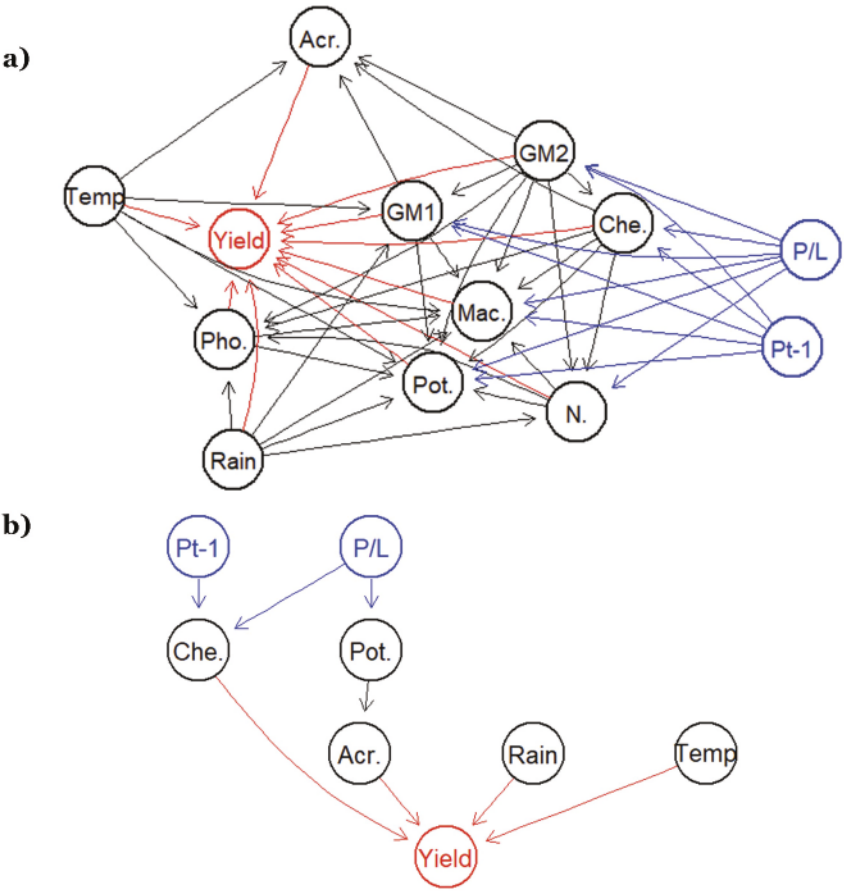 a)
Acr.
GM2
Temp
GM1
Che.
Yield
P/L
Mac.
Pho.
Pt-1
Pot.
N.
Rain
b)
Pt-1
P/L
Che.
Pot.
Acr.
Rain
Temp
Yield